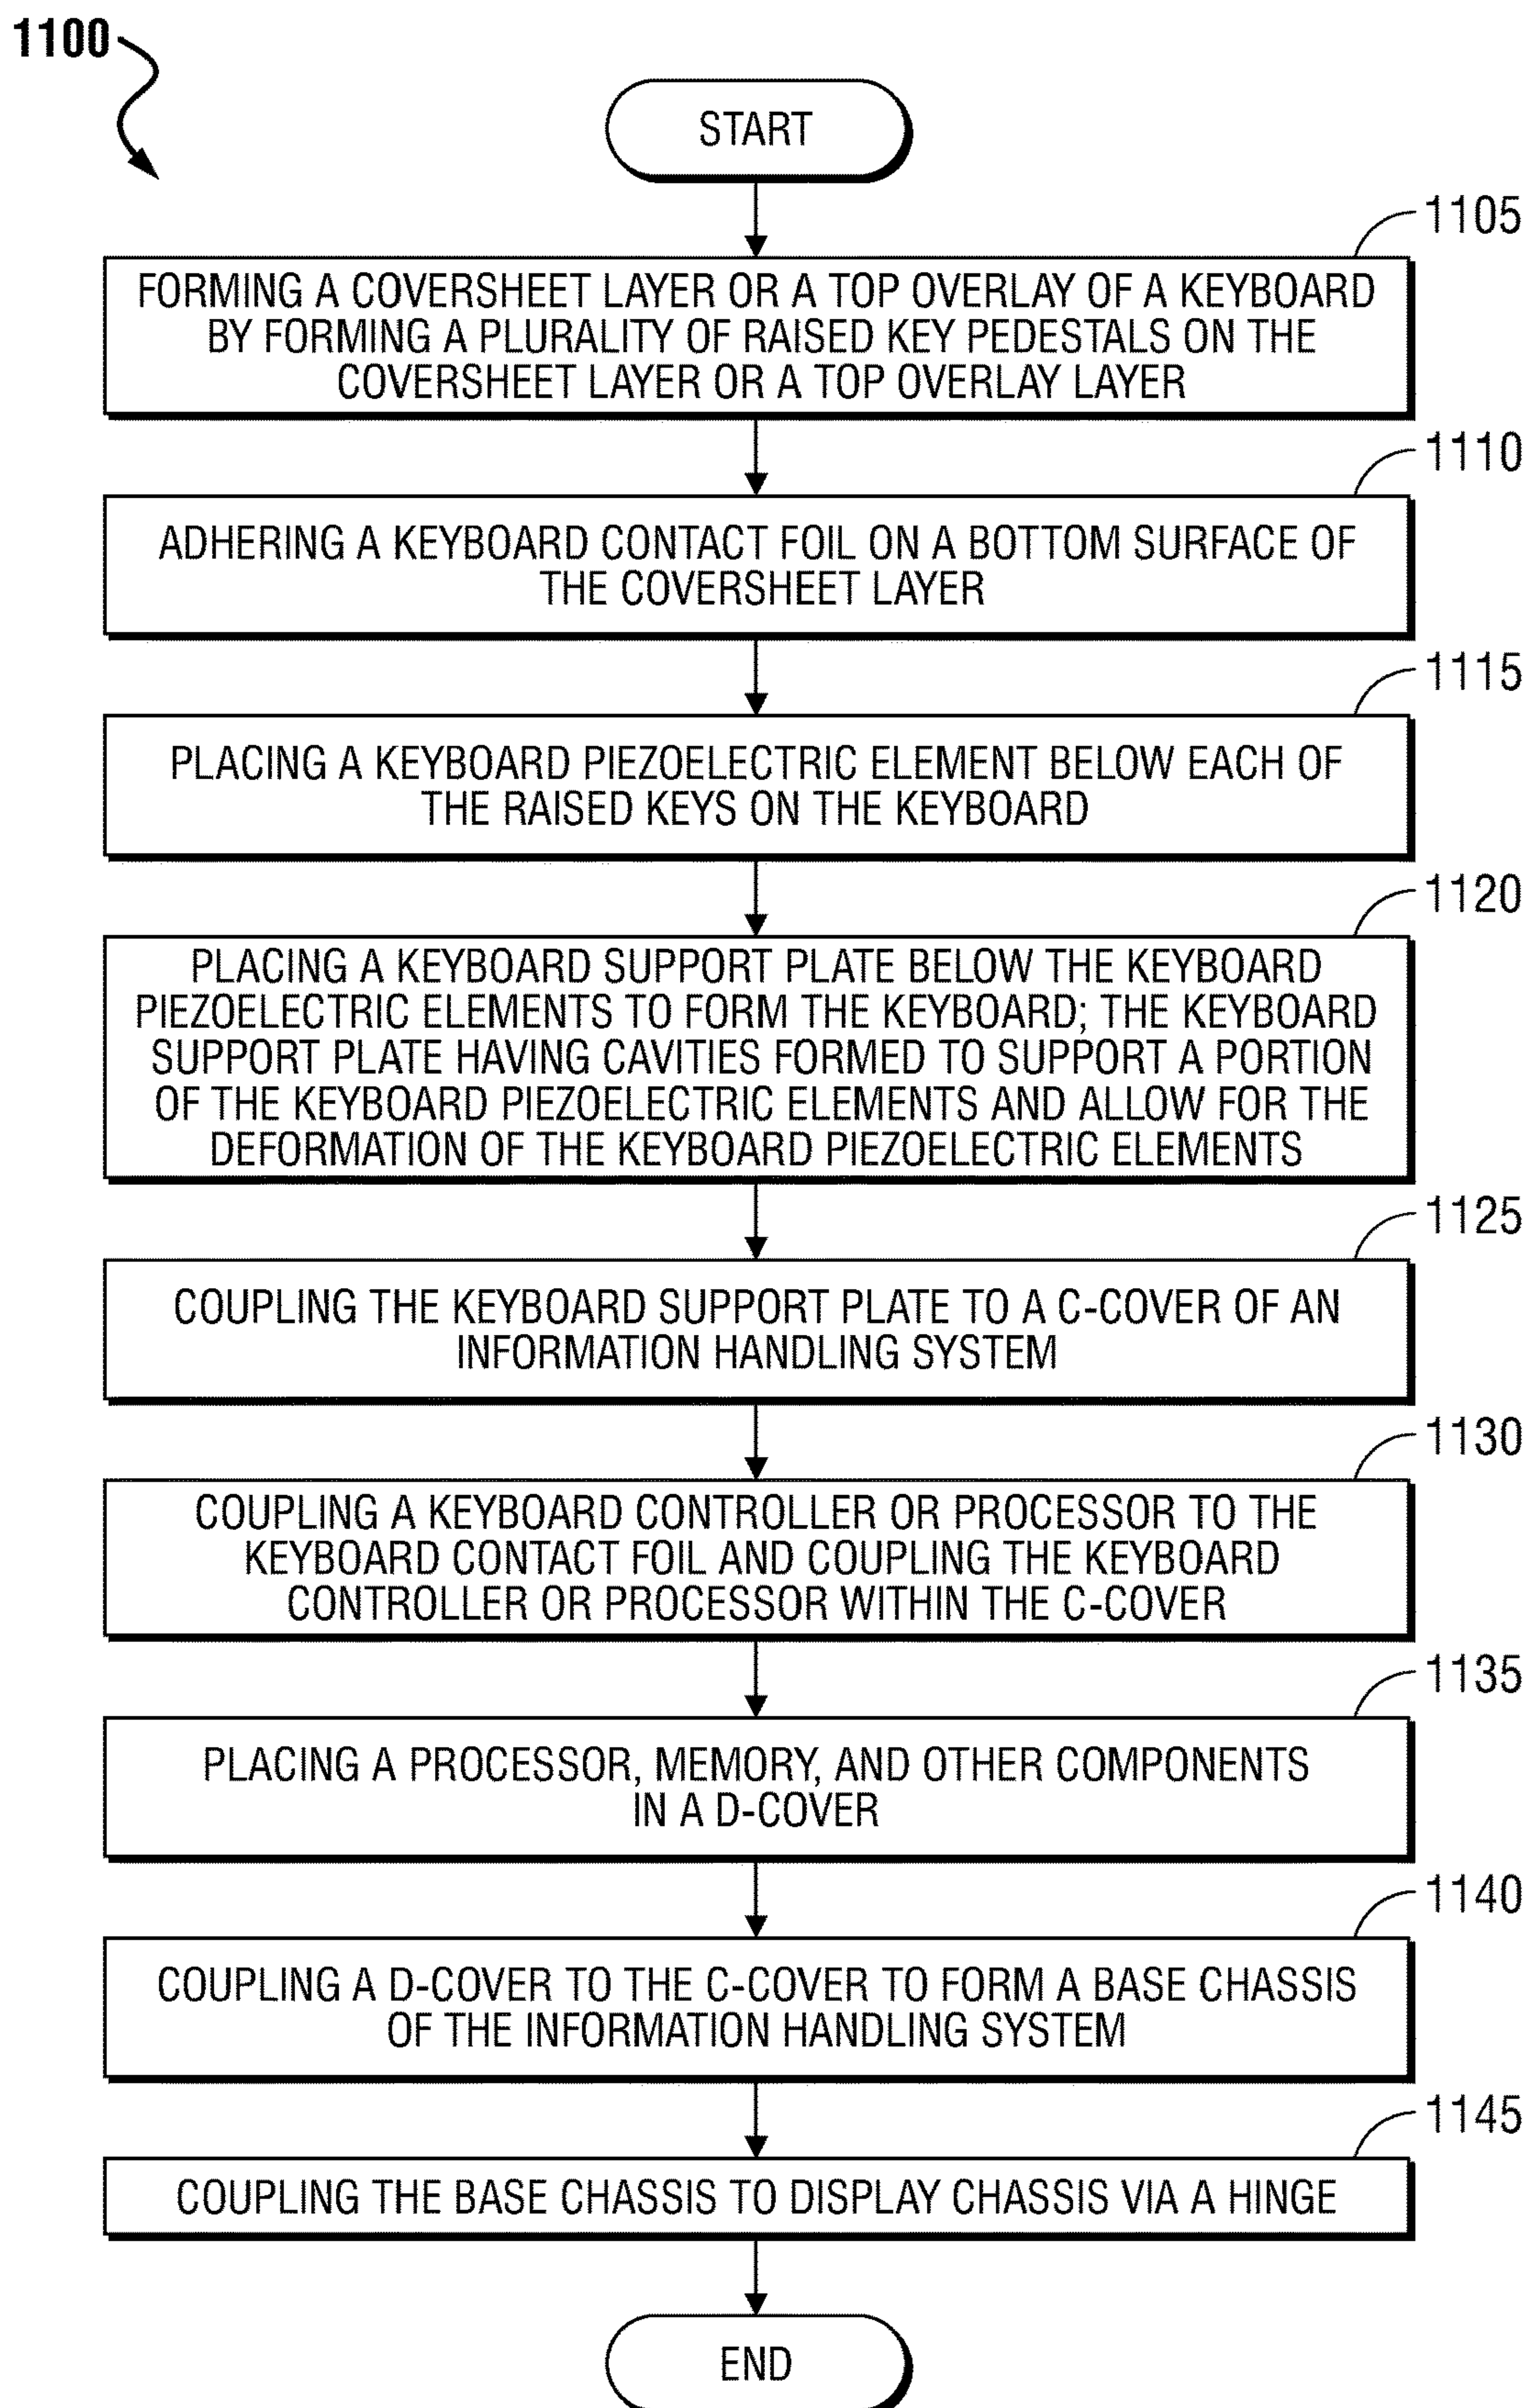 1100
START
1105
FORMING A COVERSHEET LAYER OR A TOP OVERLAY OF A KEYBOARD
BY FORMING A PLURALITY OF RAISED KEY PEDESTALS ON THE
COVERSHEET LAYER OR A TOP OVERLAY LAYER
1110
ADHERING A KEYBOARD CONTACT FOIL ON A BOTTOM SURFACE OF
THE COVERSHEET LAYER
1115
PLACING A KEYBOARD PIEZOELECTRIC ELEMENT BELOW EACH OF
THE RAISED KEYS ON THE KEYBOARD
1120
PLACING A KEYBOARD SUPPORT PLATE BELOW THE KEYBOARD
PIEZOELECTRIC ELEMENTS TO FORM THE KEYBOARD; THE KEYBOARD
SUPPORT PLATE HAVING CAVITIES FORMED TO SUPPORT A PORTION
OF THE KEYBOARD PIEZOELECTRIC ELEMENTS AND ALLOW FOR THE
DEFORMATION OF THE KEYBOARD PIEZOELECTRIC ELEMENTS
1125
COUPLING THE KEYBOARD SUPPORT PLATE TO A C-COVER OF AN
INFORMATION HANDLING SYSTEM
1130
COUPLING A KEYBOARD CONTROLLER OR PROCESSOR TO THE
KEYBOARD CONTACT FOIL AND COUPLING THE KEYBOARD
CONTROLLER OR PROCESSOR WITHIN THE C-COVER
1135
PLACING A PROCESSOR, MEMORY, AND OTHER COMPONENTS
IN A D-COVER
1140
COUPLING A D-COVER TO THE C-COVER TO FORM A BASE CHASSIS
OF THE INFORMATION HANDLING SYSTEM
1145
COUPLING THE BASE CHASSIS TO DISPLAY CHASSIS VIA A HINGE
END